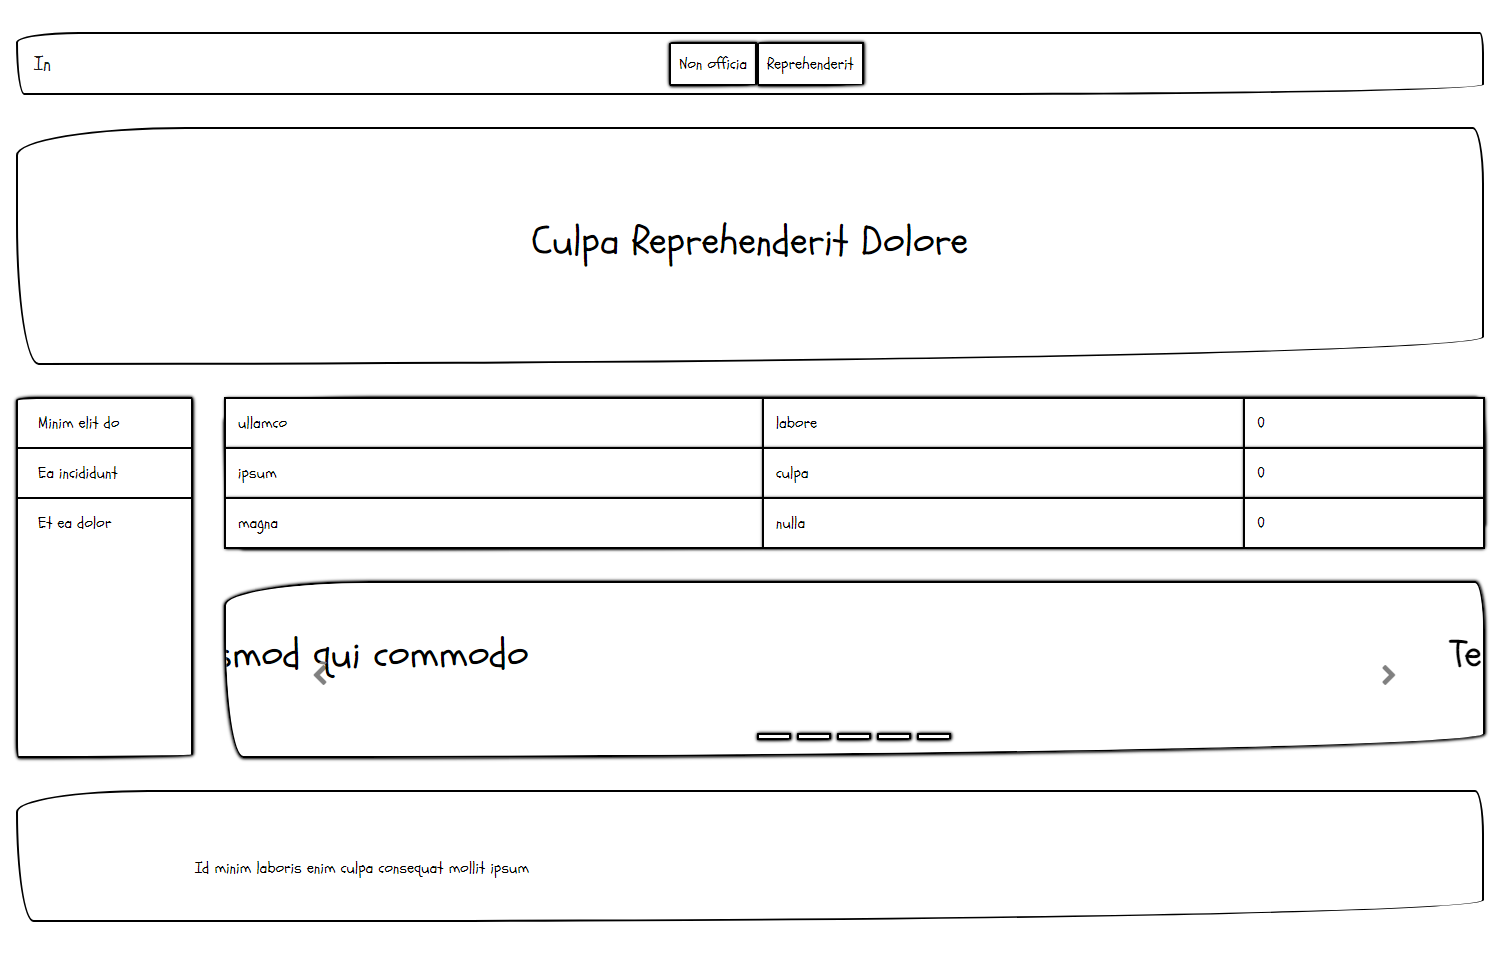 In
Non officia
Reprehenderit
Culpa Reprehenderit Dolore
Minim elit do
Ea incididunt
Et ea dolor
ullamco labore 0
ipsum culpa 0
magna nulla 0
smod qui commodo
Te
Id minim laboris enim culpa consequat mollit ipsum